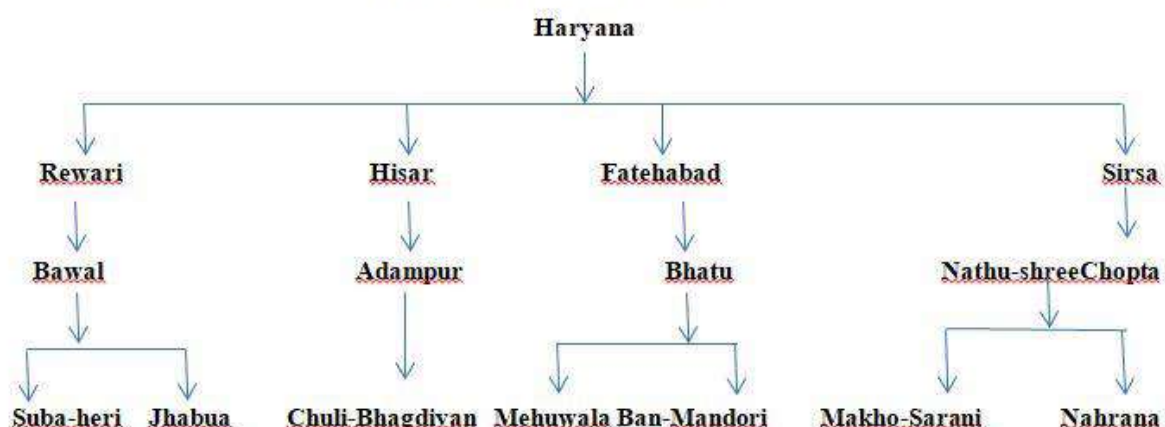 Haryana
Rewari Hisar Fatehabad Sirsa
Bawal Adampur Bhatu Nathu-shreeChopta
Suba-heri Jhabua Chuli-Bhagdivan Mehuwala Ban-Mandori Makho-Sarani Nahrana